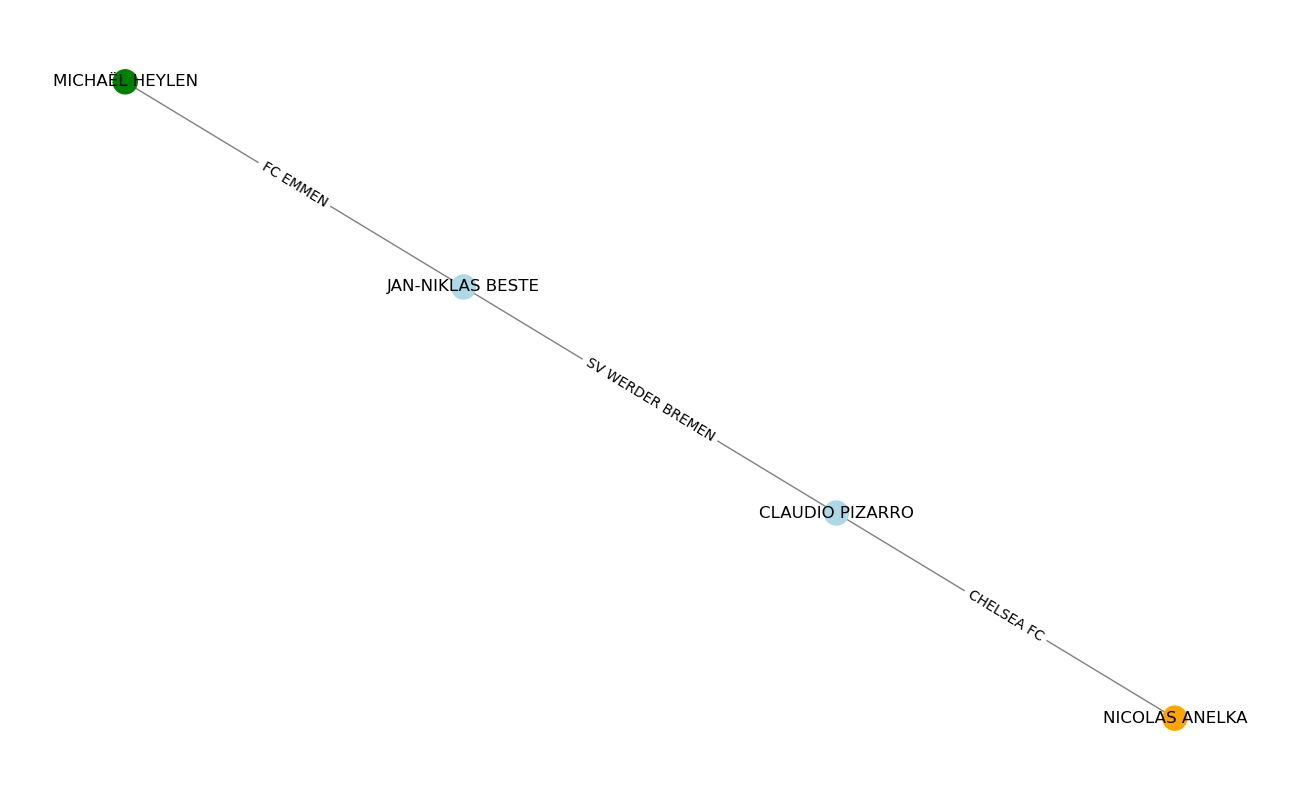 MICHAËL HEYLEN
FC EMMEN
JAN-NIKLAS BESTE
SV WERDER BREMEN
CLAUDIO PIZARRO
CHELSEA FC
NICOLAS ANELKA